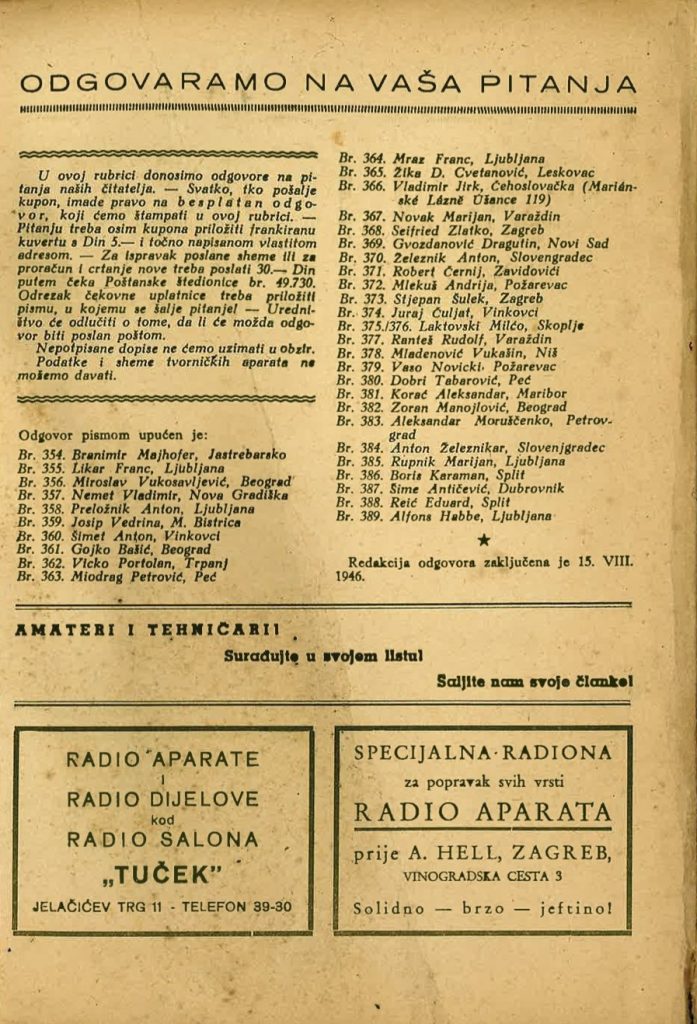 ODGOVARAMO NA VAŠA PITANJA
U ovoj rubrici donosimo odgovore na pi-
tanja naših čitatelja. — Svatko, tko pošalje
kupon, imade pravo na besplatan odgo-
vor, koji ćemo štampati u ovoj rubrici. —
Pitanju treba osim kupona priložiti frankiranu
kuvertu s Din 5.— i točno napisanom vlastitom
adresom. — Za ispravak poslane sheme ili za
proračun i crtanje nove treba poslati 30.— Din
putem čeka Poštanske štedionice br. 49.730.
Odrezak čekovne uplatnice treba priložiti
pismu, u kojemu se šalje pitanje! — Uredni-
štvo će odlučiti o tome, da li će možda odgo-
vor biti poslan poštom.
Nepotpisane dopise ne ćemo uzimati u obzir.
Podatke i sheme tvorničkih aparata ne
možemo davati.
Odgovor pismom upućen je:
Br. 354. Branimir Majhofer, Jastrebarsko
Br. 355. Likar Franc, Ljubljana
Br. 356. Miroslav Vukosavljević, Beograd
Br. 357. Nemet Vladimir, Nova Gradiška
Br. 358. Preložnik Anton, Ljubljana
Br. 359. Josip Vedrina, M. Bistrica
Br. 360. Šimet Anton, Vinkovci
Br. 361. Gojko Bašić, Beograd
Br. 362. Vicko Portolan, Trpanj
Br. 363. Miodrag Petrović, Peć
Br. 364. Mraz Franc, Ljubljana
Br. 365. Žika D. Cvetanović, Leskovac
Br. 366. Vladimir Jirk, Čehoslovačka (Marián-
ské Lázně Úšance 119)
Br. 367. Novak Marijan, Varaždin
Br. 368. Seifried Zlatko, Zagreb
Br. 369. Gvozdanović Dragutin, Novi Sad
Br. 370. Železnik Anton, Slovengradec
Br. 371. Robert Černij, Zavidovići
Br. 372. Mlekuš Andrija, Požarevac
Br. 373. Stjepan Šulek, Zagreb
Br. 374. Juraj Čuljat, Vinkovci
Br. 375./376. Laktovski Milčo, Skoplje
Br. 377. Ranteš Rudolf, Varaždin
Br. 378. Mladenović Vukašin, Niš
Br. 379. Vaso Novicki. Požarevac
Br. 380. Dobri Tabarović, Peć
Br. 381. Korać Aleksandar, Maribor
Br. 382. Zoran Manojlović, Beograd
Br. 383. Aleksandar Moruščenko, Petrov-
grad
Br. 384. Anton Železnikar, Slovenjgradec
Br. 385. Rupnik Marijan, Ljubljana
Br. 386. Boris Karaman, Split
Br. 387. Šime Antičević, Dubrovnik
Br. 388. Reić Eduard, Split
Br. 389. Alfons Habbe, Ljubljana
Redakcija odgovora zaključena je 15. VIII.
1946.
AMATERI I TEHNIČARI!
Surađujte u svojem listu!
Šaljite nam svoje članke!
RADIO APARATE
i
RADIO DIJELOVE
kod
RADIO SALONA
„TUČEK”
JELAČIĆEV TRG 11 - TELEFON 39-30
SPECIJALNA RADIONA
za popravak svih vrsti
RADIO APARATA
prije A. HELL, ZAGREB,
VINOGRADSKA CESTA 3
Solidno — brzo — jeftino!